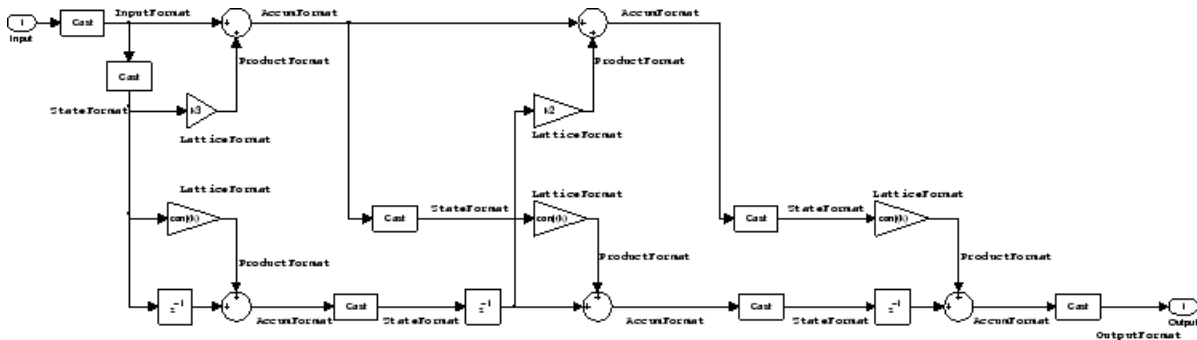 InputFormat
AccumFormat
AccumFormat
1
Cast
+
+
+
+
Input
ProductFormat
ProductFormat
Cast
StateFormat
k3
k2
LatticeFormat
LatticeFormat
LatticeFormat
LatticeFormat
LatticeFormat
conj(k)
Cast
StateFormat
conj(k)
Cast
StateFormat
conj(k)
ProductFormat
ProductFormat
ProductFormat
z⁻¹
+
+
Cast
z⁻¹
+
+
Cast
z⁻¹
+
+
Cast
1
AccumFormat
StateFormat
AccumFormat
StateFormat
AccumFormat
Output
OutputFormat